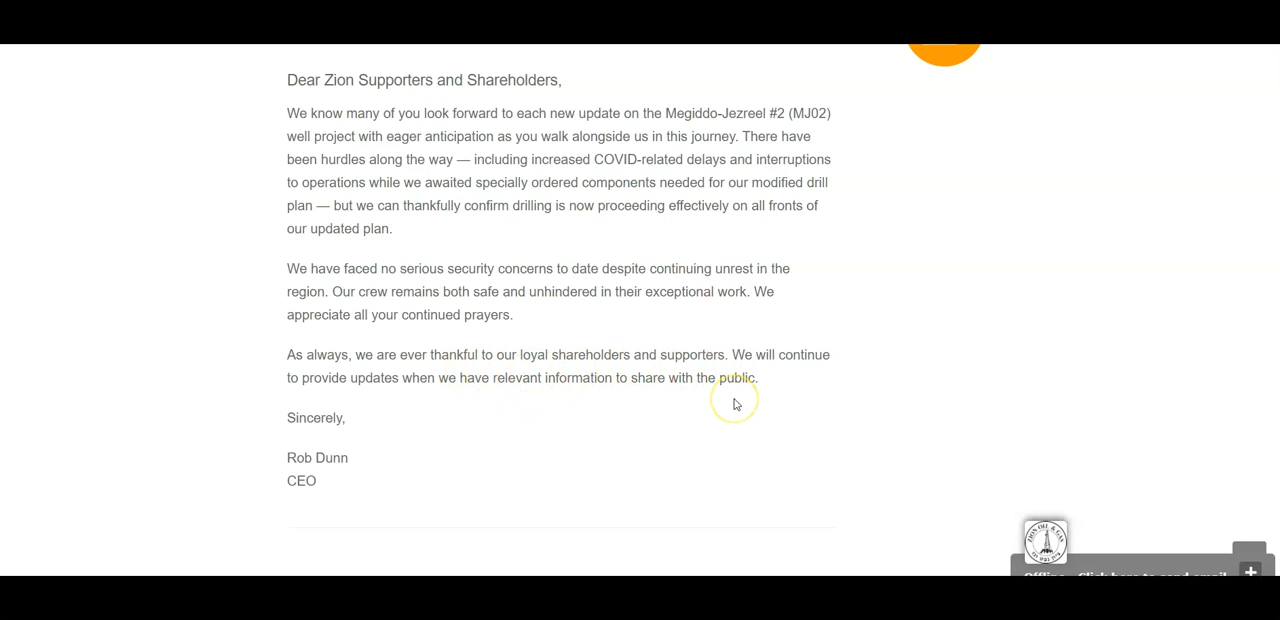 Dear Zion Supporters and Shareholders,
We know many of you look forward to each new update on the Megiddo-Jezreel #2 (MJ02)
well project with eager anticipation as you walk alongside us in this journey. There have
been hurdles along the way — including increased COVID-related delays and interruptions
to operations while we awaited specially ordered components needed for our modified drill
plan — but we can thankfully confirm drilling is now proceeding effectively on all fronts of
our updated plan.
We have faced no serious security concerns to date despite continuing unrest in the
region. Our crew remains both safe and unhindered in their exceptional work. We
appreciate all your continued prayers.
As always, we are ever thankful to our loyal shareholders and supporters. We will continue
to provide updates when we have relevant information to share with the public.
Sincerely,
Rob Dunn
CEO
ZION OIL & GAS